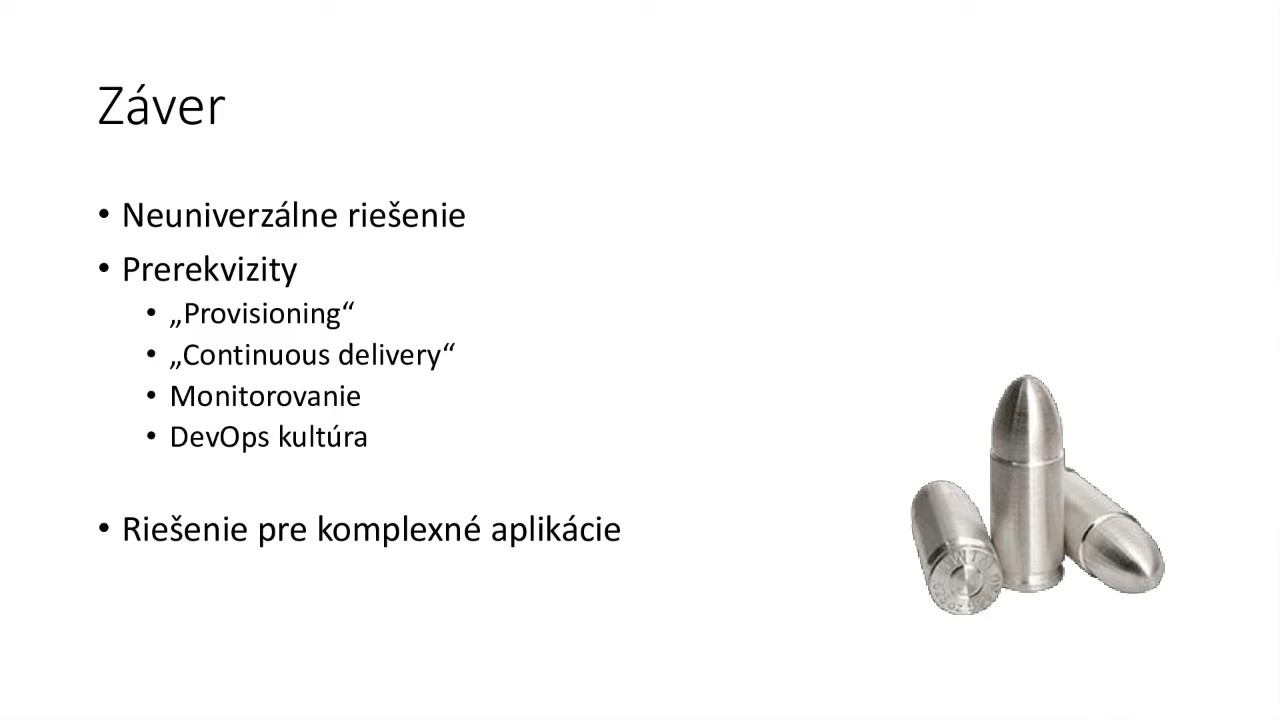 Záver
• Neuniverzálne riešenie
• Prerekvizity
• „Provisioning“
• „Continuous delivery“
• Monitorovanie
• DevOps kultúra
• Riešenie pre komplexné aplikácie